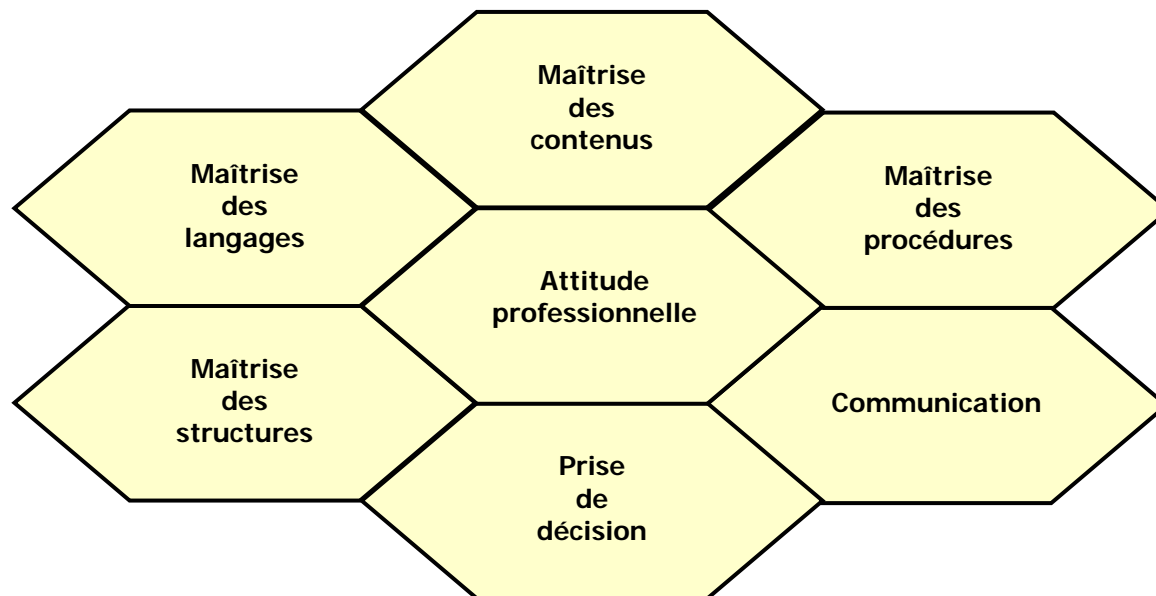 Maîtrise
des
contenus
Maîtrise
des
langages
Maîtrise
des
procédures
Attitude
professionnelle
Maîtrise
des
structures
Communication
Prise
de
décision